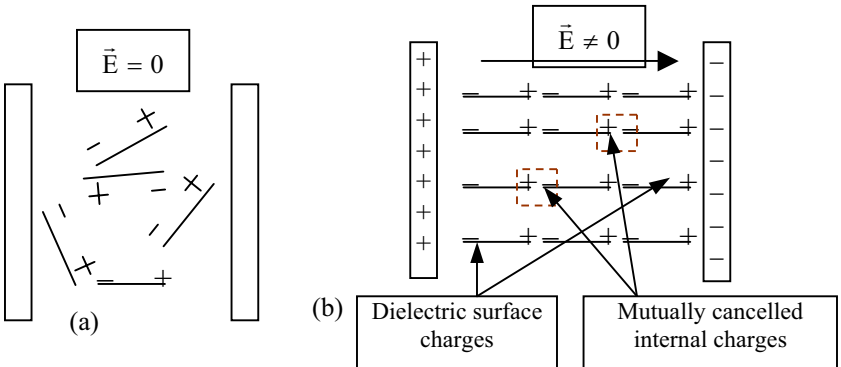 E⃗ = 0
(a)
E⃗ ≠ 0
(b)
Dielectric surface
charges
Mutually cancelled
internal charges